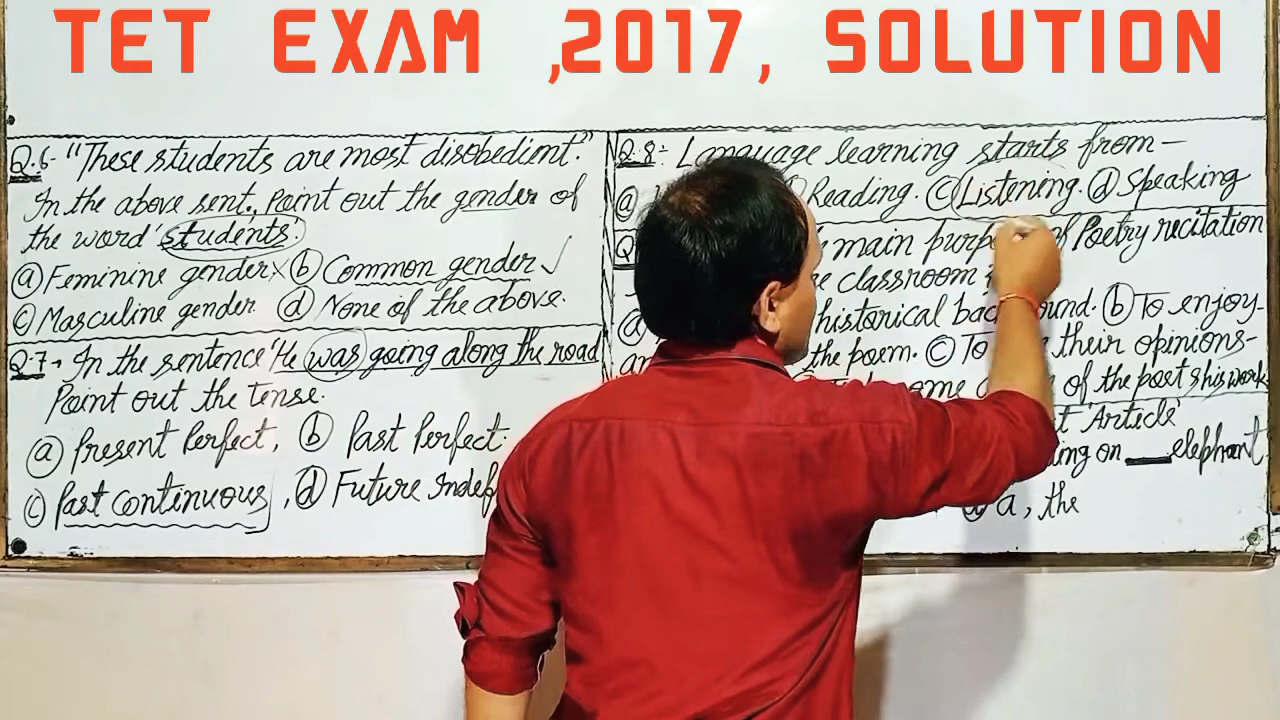 TET EXAM ,2017, SOLUTION
Q.6- "These students are most disobedient."
In the above sent., Point out the gender of
the word 'students'.
(a) Feminine gender x (b) Common gender ✓
(c) Masculine gender (d) None of the above.
Q.7→ In the sentence 'He was going along the road
Point out the Tense.
(a) Present Perfect, (b) Past Perfect.
(c) Past continuous, (d) Future Indef
Q.8:- Language learning starts from—
(a) Reading. (c) Listening. (d) Speaking
Q main of Poetry recitation
classroom
(a) historical (b) To enjoy-
the poem. (c) To their opinions-
of the poet's his work
'Article'
on ___ elephant
a, the